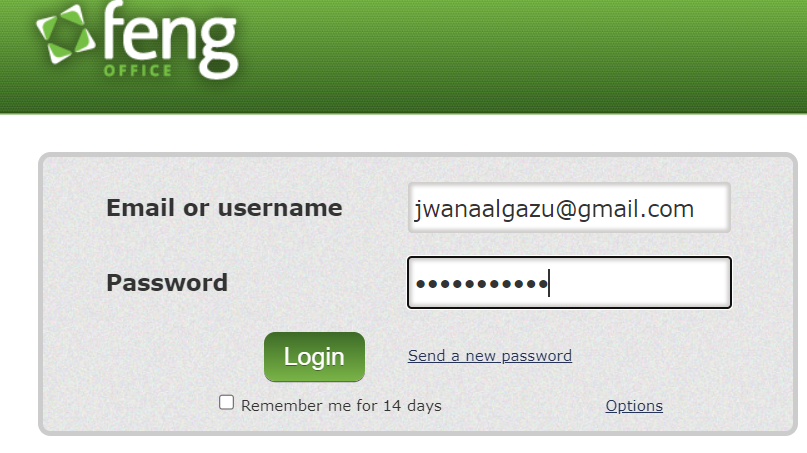 feng
OFFICE
Email or username
jwanaalgazu@gmail.com
Password
•••••••••••
Login
Send a new password
Remember me for 14 days
Options